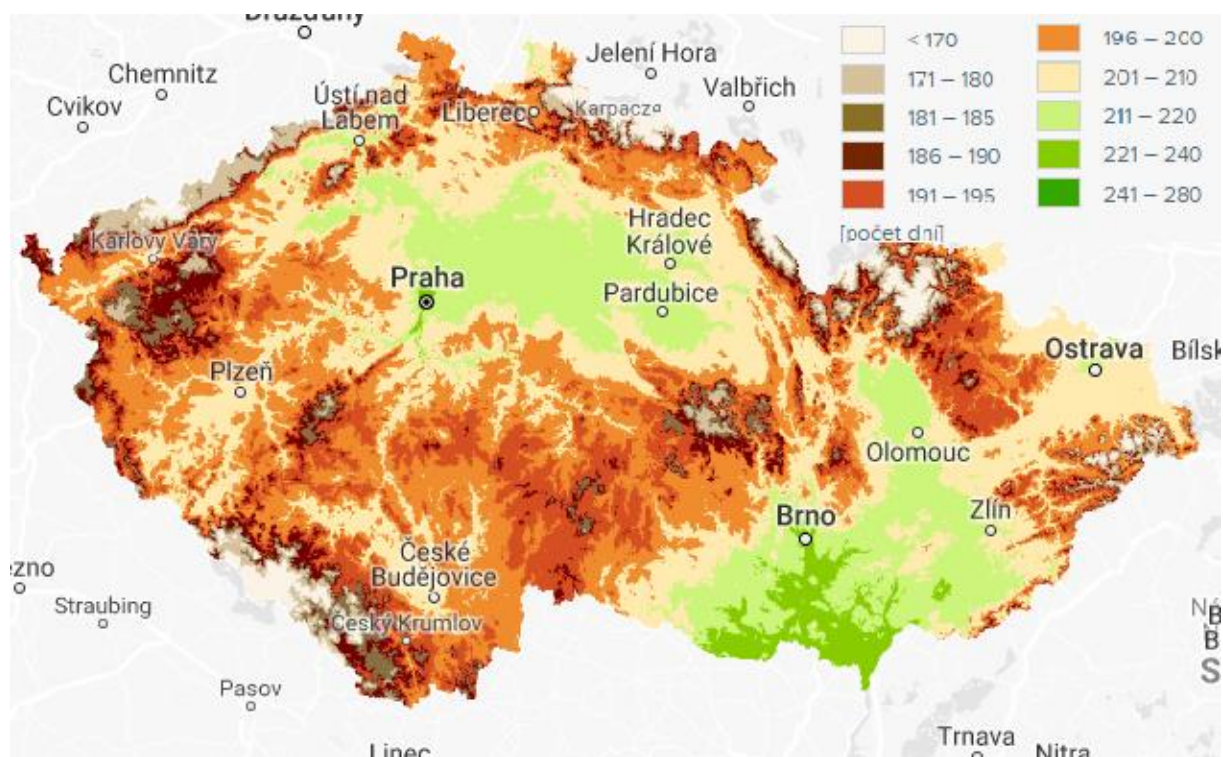 Drážďany
Jelení Hora
Chemnitz
Valbřich
Cvikov
Ústí nad
Labem
Liberec
Karpacz
< 170
171 – 180
181 – 185
186 – 190
191 – 195
196 – 200
201 – 210
211 – 220
221 – 240
241 – 280
[počet dní]
Karlovy Vary
Hradec
Králové
Praha
Pardubice
Plzeň
Ostrava
Bílsk
Olomouc
Zlín
Brno
České
Budějovice
ezno
Straubing
Český Krumlov
Pasov
Linec
Trnava
Nitra